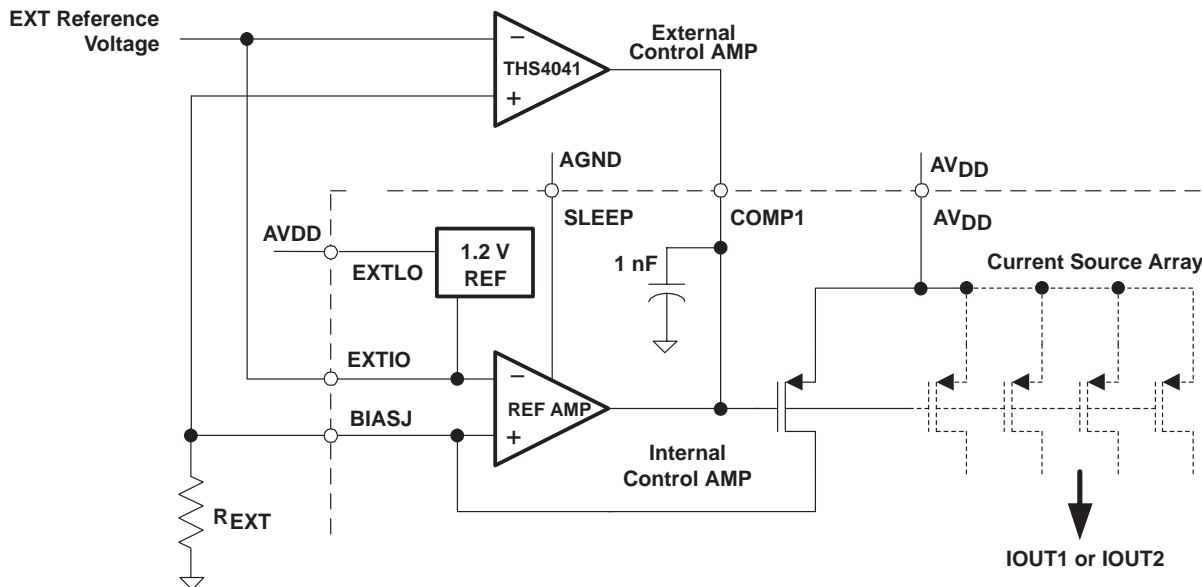 EXT Reference
Voltage
−
THS4041
+
External
Control AMP
AGND
AVDD
SLEEP
COMP1
AVDD
AVDD
EXTLO
1.2 V
REF
1 nF
Current Source Array
EXTIO
−
REF AMP
+
BIASJ
Internal
Control AMP
REXT
IOUT1 or IOUT2